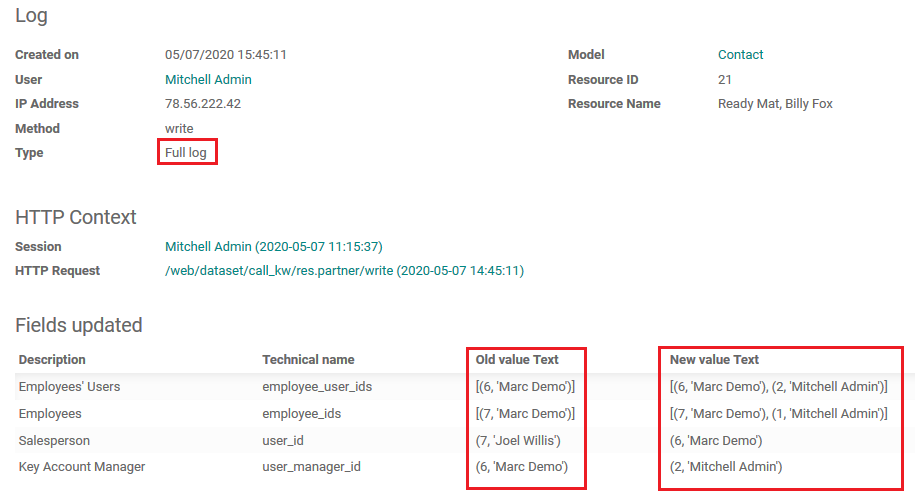 Log
Created on 05/07/2020 15:45:11 Model Contact
User Mitchell Admin Resource ID 21
IP Address 78.56.222.42 Resource Name Ready Mat, Billy Fox
Method write
Type Full log
HTTP Context
Session Mitchell Admin (2020-05-07 11:15:37)
HTTP Request /web/dataset/call_kw/res.partner/write (2020-05-07 14:45:11)
Fields updated
Description Technical name Old value Text New value Text
Employees' Users employee_user_ids [(6, 'Marc Demo')] [(6, 'Marc Demo'), (2, 'Mitchell Admin')]
Employees employee_ids [(7, 'Marc Demo')] [(7, 'Marc Demo'), (1, 'Mitchell Admin')]
Salesperson user_id (7, 'Joel Willis') (6, 'Marc Demo')
Key Account Manager user_manager_id (6, 'Marc Demo') (2, 'Mitchell Admin')